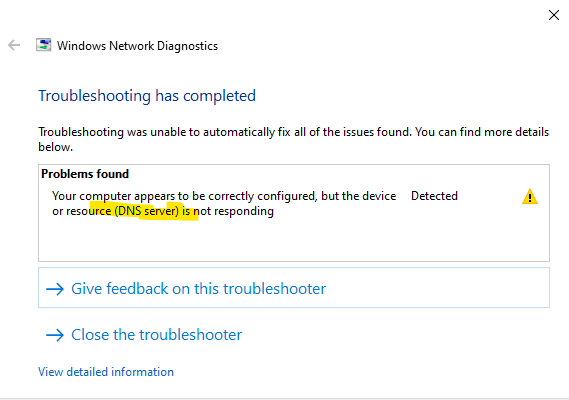 Windows Network Diagnostics
Troubleshooting has completed
Troubleshooting was unable to automatically fix all of the issues found. You can find more details
below.
Problems found
Your computer appears to be correctly configured, but the device Detected
or resource (DNS server) is not responding
Give feedback on this troubleshooter
Close the troubleshooter
View detailed information